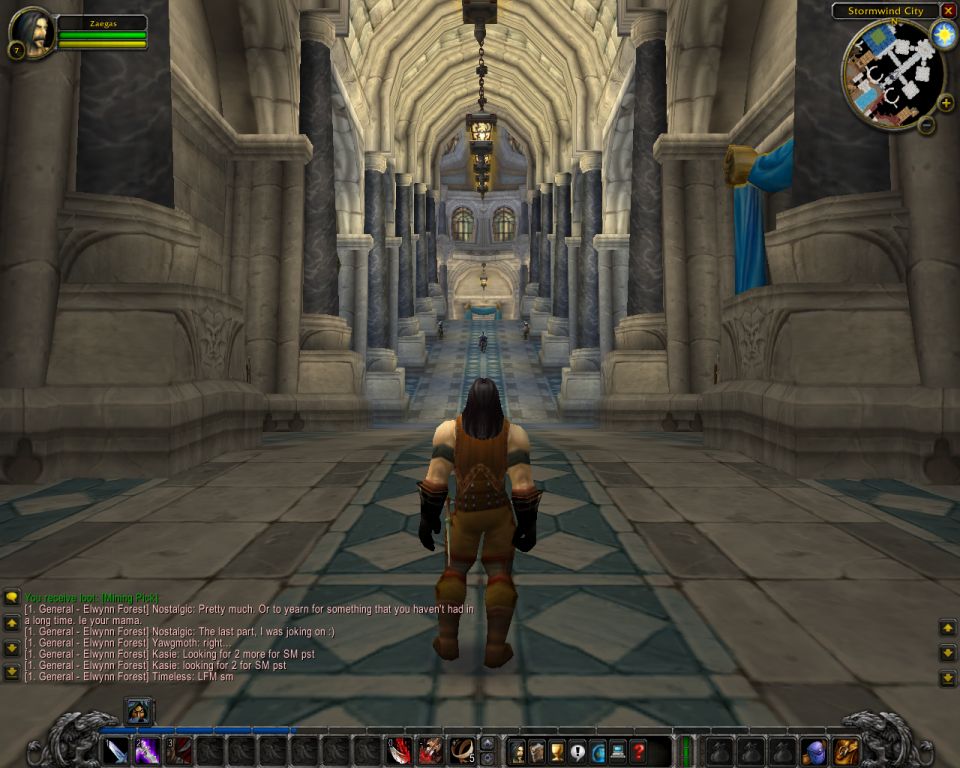 Zaegas
7
Stormwind City
N
You receive loot: [Mining Pick]
[1. General - Elwynn Forest] Nostalgic: Pretty much. Or to yearn for something that you haven't had in
a long time. Ie your mama.
[1. General - Elwynn Forest] Nostalgic: The last part, I was joking on :)
[1. General - Elwynn Forest] Yawgmoth: right...
[1. General - Elwynn Forest] Kasie: Looking for 2 more for SM pst
[1. General - Elwynn Forest] Kasie: looking for 2 for SM pst
[1. General - Elwynn Forest] Timeless: LFM sm
2 3 5